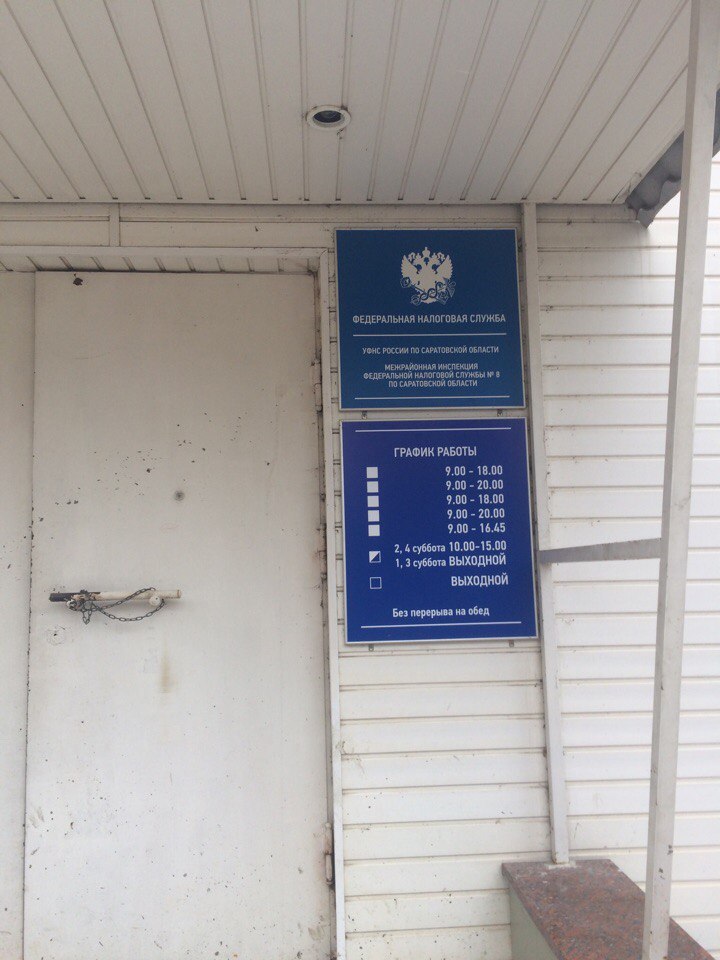 ФЕДЕРАЛЬНАЯ НАЛОГОВАЯ СЛУЖБА
УФНС РОССИИ ПО САРАТОВСКОЙ ОБЛАСТИ
МЕЖРАЙОННАЯ ИНСПЕКЦИЯ
ФЕДЕРАЛЬНОЙ НАЛОГОВОЙ СЛУЖБЫ № 8
ПО САРАТОВСКОЙ ОБЛАСТИ
ГРАФИК РАБОТЫ
9.00 - 18.00
9.00 - 20.00
9.00 - 18.00
9.00 - 20.00
9.00 - 16.45
2, 4 суббота 10.00-15.00
1, 3 суббота ВЫХОДНОЙ
ВЫХОДНОЙ
Без перерыва на обед